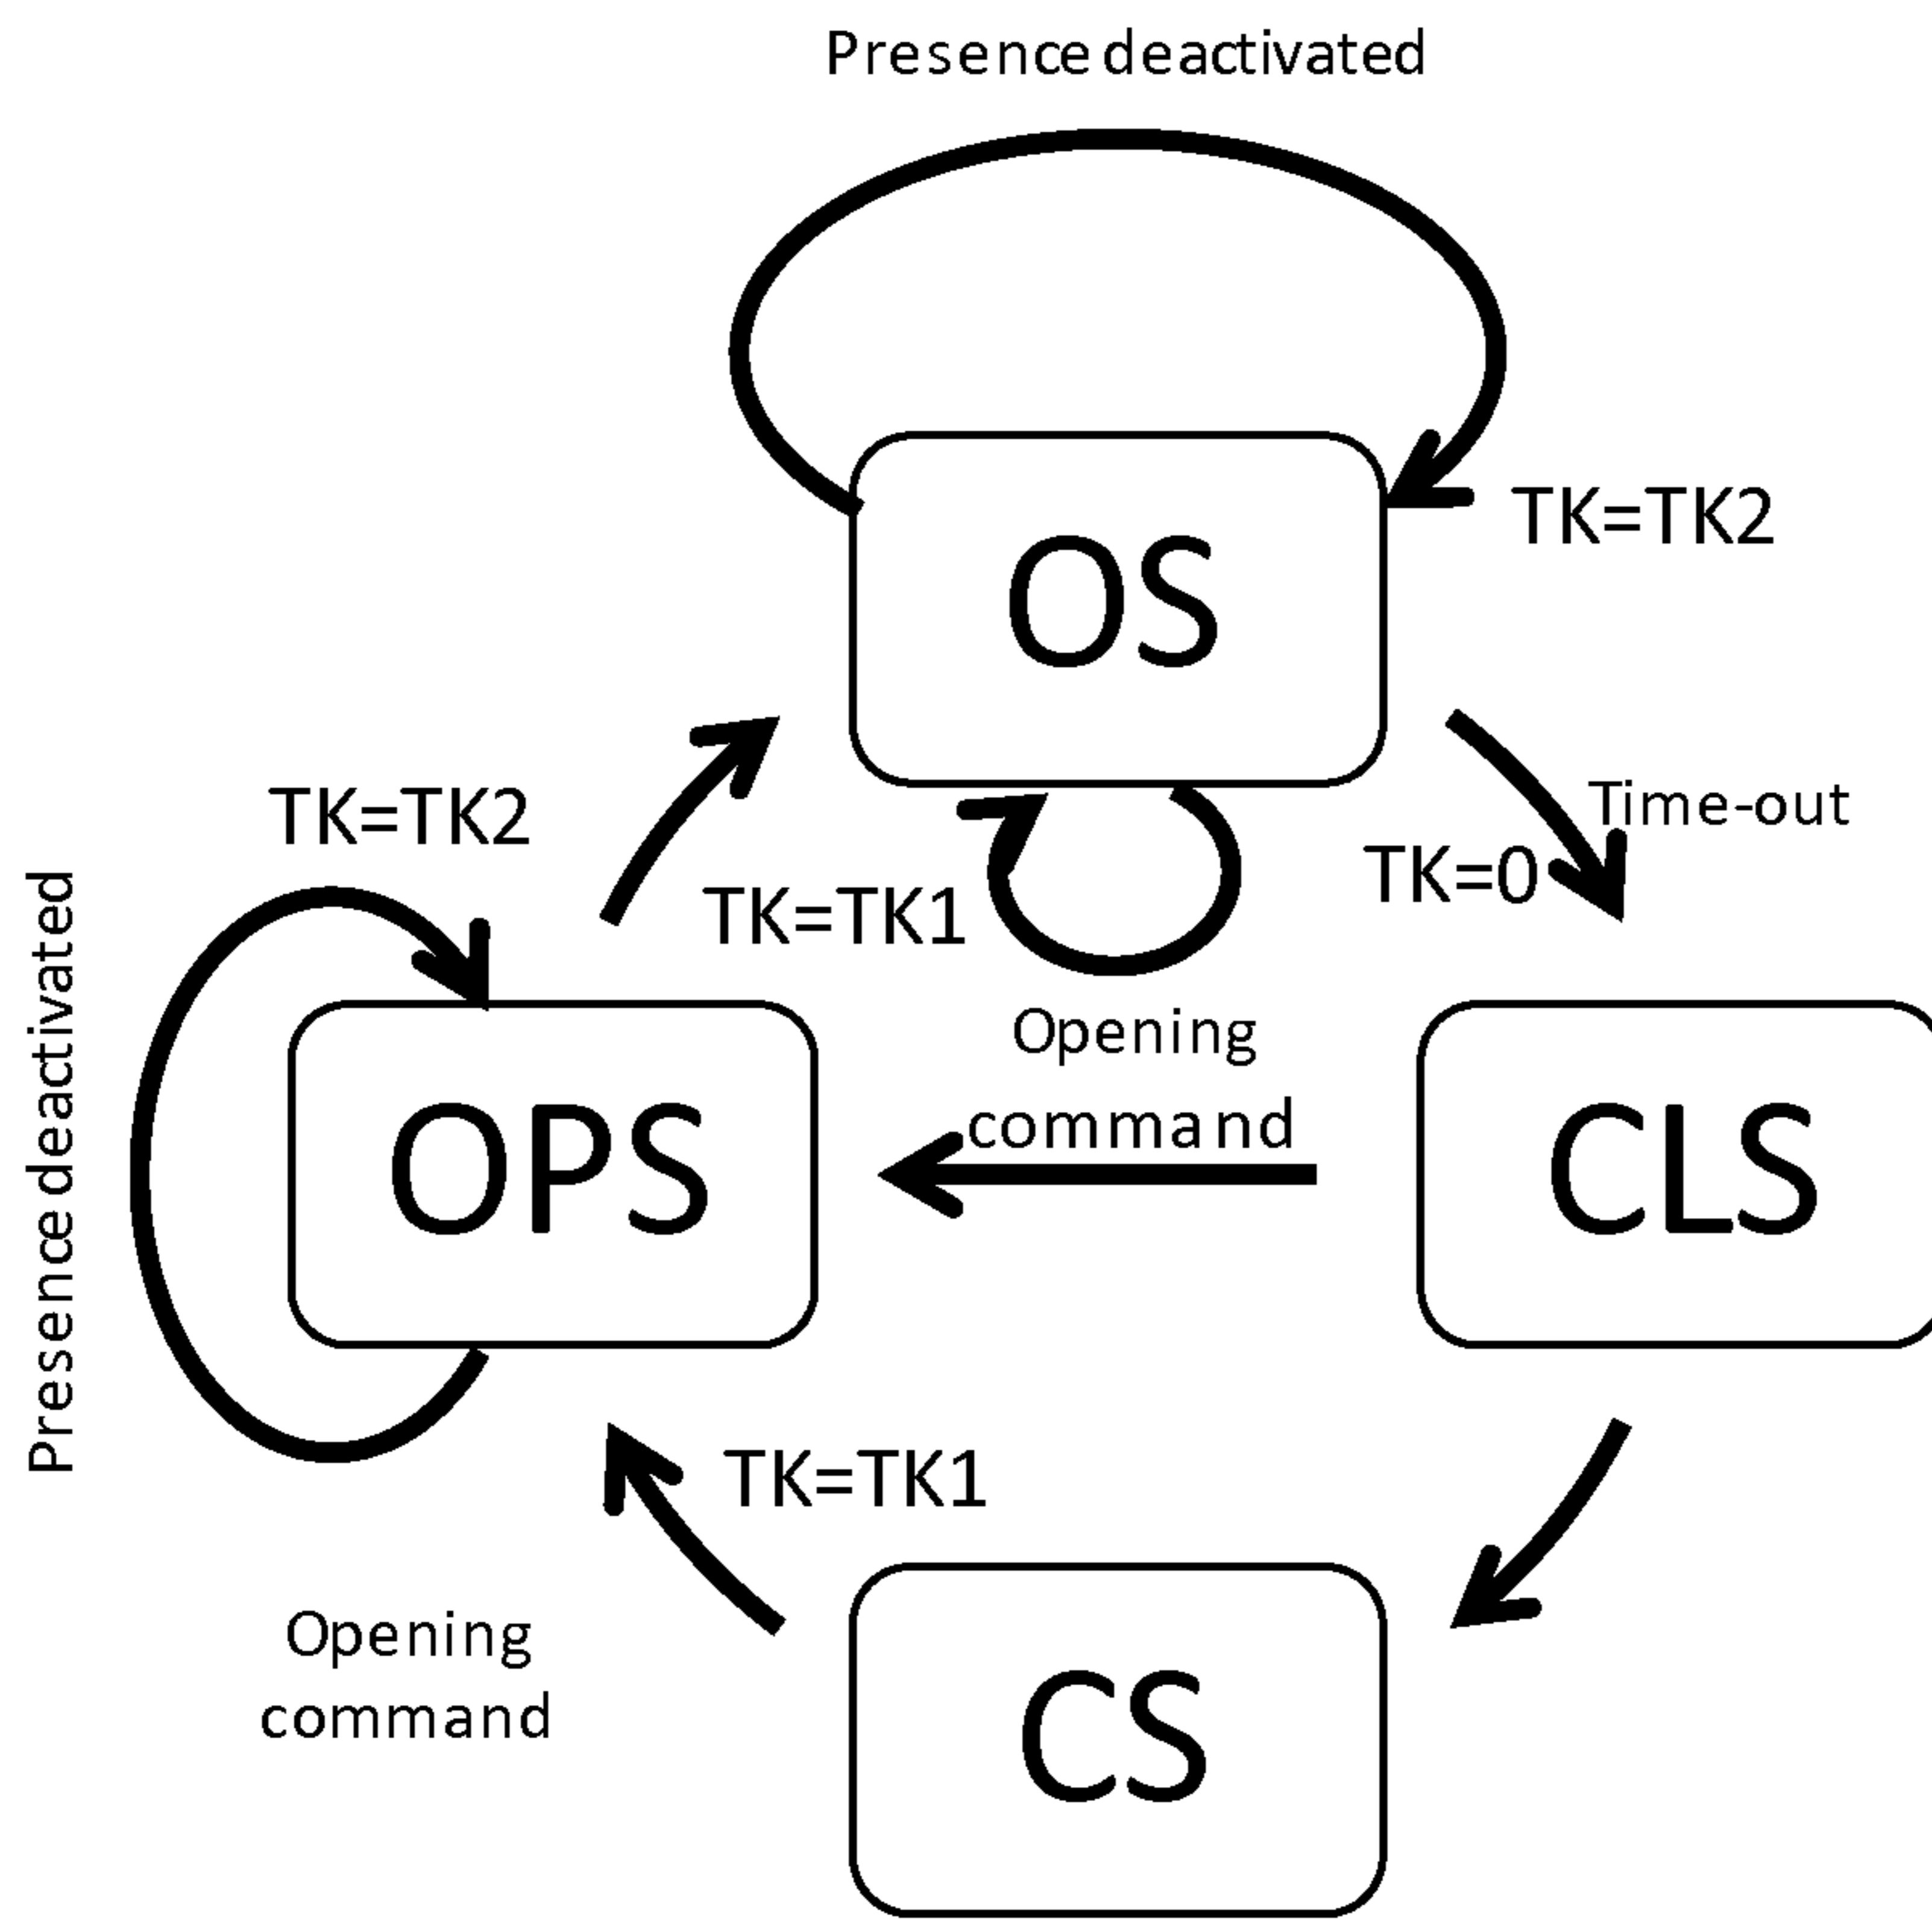 Presence deactivated
TK=TK2
OS
TK=TK2
Time-out
TK=0
TK=TK1
Presence deactivated
Opening
command
OPS
CLS
TK=TK1
Opening
command
CS